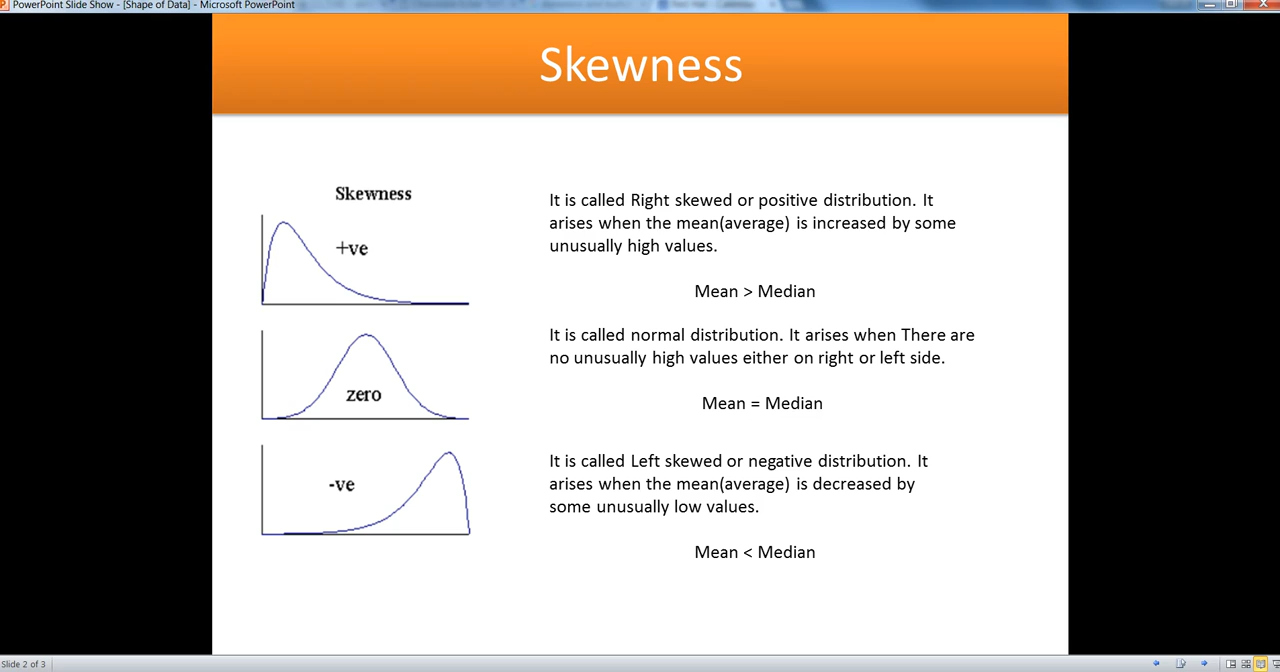 PowerPoint Slide Show - [Shape of Data] - Microsoft PowerPoint
Skewness
Skewness
+ve
It is called Right skewed or positive distribution. It
arises when the mean(average) is increased by some
unusually high values.
Mean > Median
zero
It is called normal distribution. It arises when There are
no unusually high values either on right or left side.
Mean = Median
-ve
It is called Left skewed or negative distribution. It
arises when the mean(average) is decreased by
some unusually low values.
Mean < Median
Slide 2 of 3